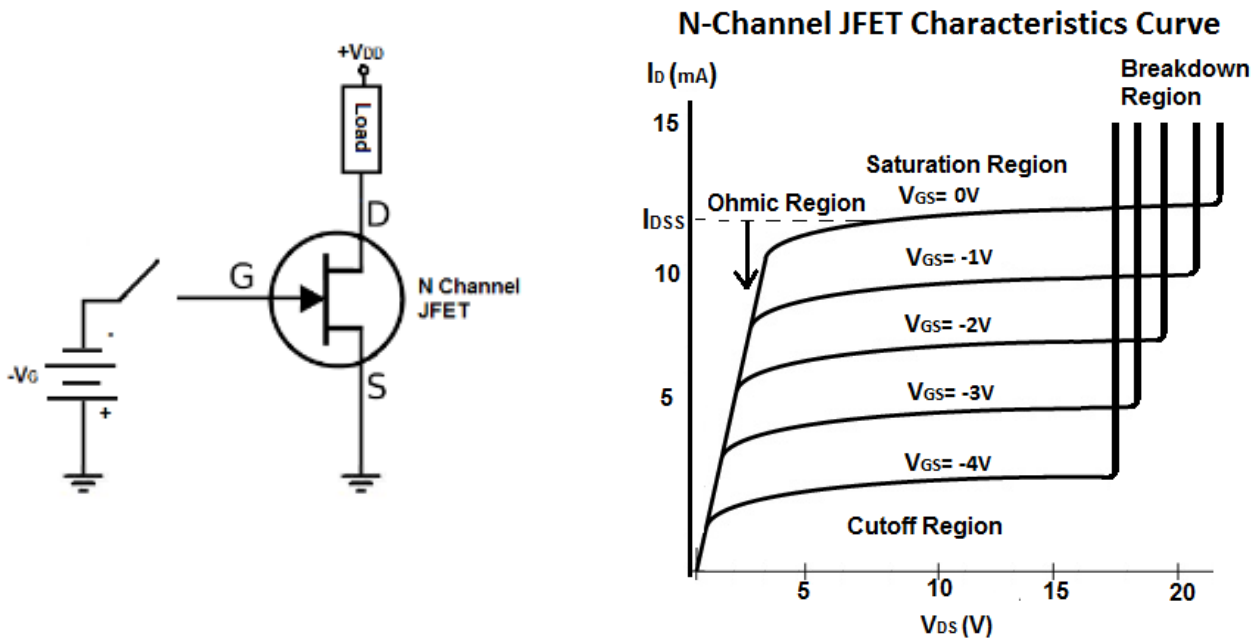 +VDD
Load
D
G
N Channel
JFET
-
-VG
+
S
N-Channel JFET Characteristics Curve
ID (mA)
Breakdown
Region
15
Saturation Region
VGS= 0V
Ohmic Region
IDSS
VGS= -1V
10
VGS= -2V
5
VGS= -3V
VGS= -4V
Cutoff Region
5
10
15
20
VDS (V)